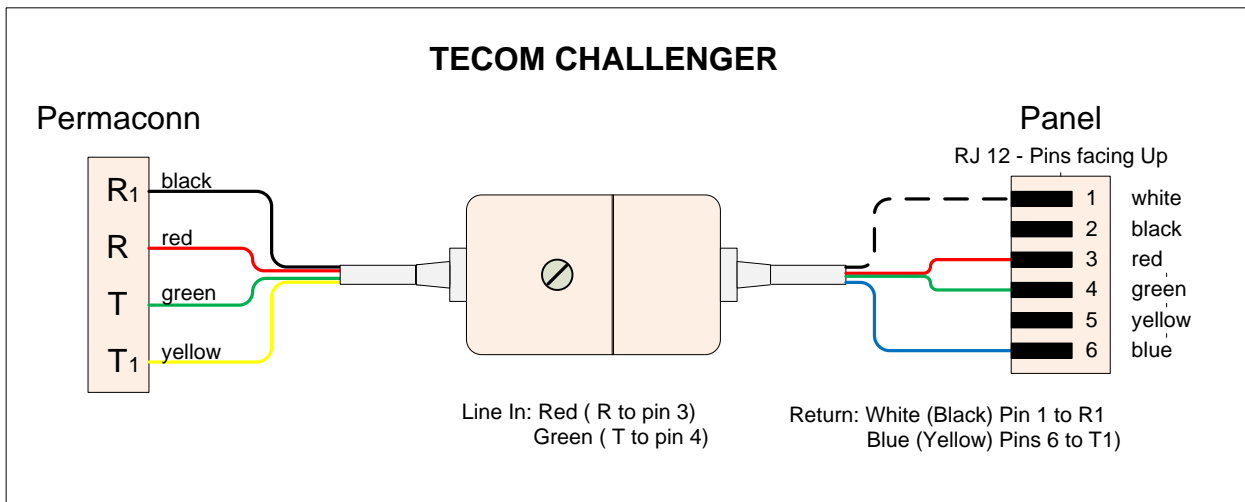 TECOM CHALLENGER
Permaconn
Panel
RJ 12 - Pins facing Up
R1 black
R red
T green
T1 yellow
1 white
2 black
3 red
4 green
5 yellow
6 blue
Line In: Red ( R to pin 3)
Green ( T to pin 4)
Return: White (Black) Pin 1 to R1
Blue (Yellow) Pins 6 to T1)